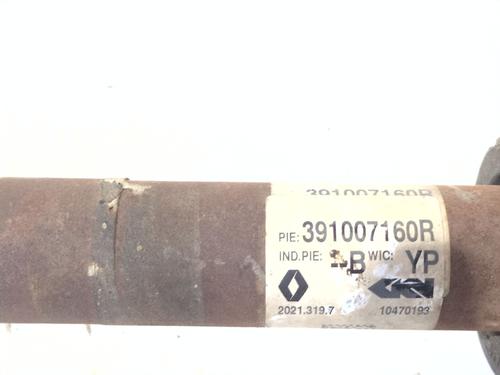 391007160R
PIE: 391007160R
IND.PIE: --B WIC: YP
2021.319.7 10470193